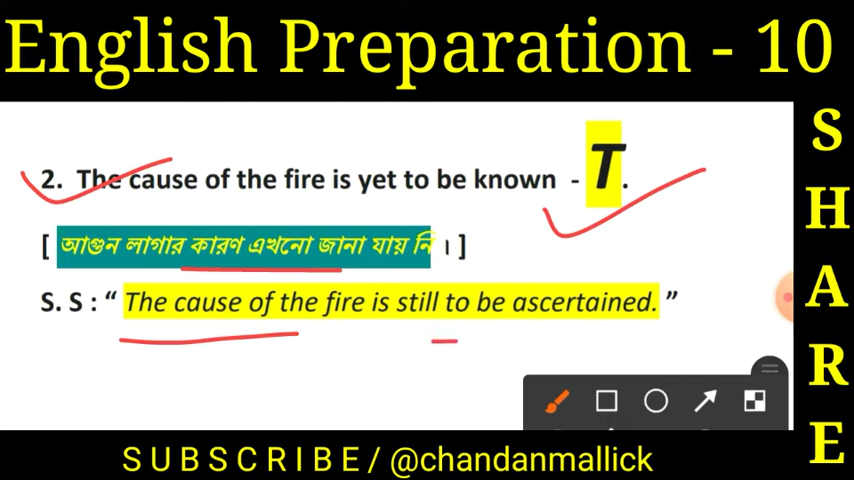 English Preparation - 10
2. The cause of the fire is yet to be known - T.
[ আগুন লাগার কারণ এখনো জানা যায় নি । ]
S. S : “ The cause of the fire is still to be ascertained. ”
SHARE
SUBSCRIBE / @chandanmallick